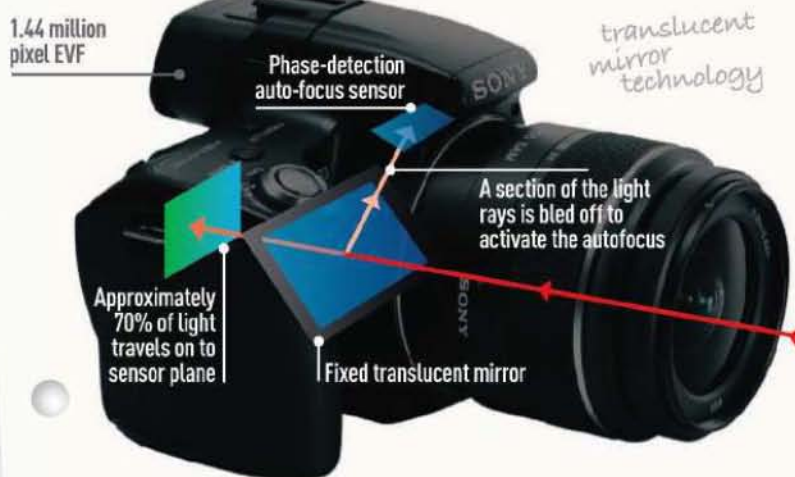 1.44 million
pixel EVF
translucent
mirror
technology
Phase-detection
auto-focus sensor
SONY
A section of the light
rays is bled off to
activate the autofocus
SONY
Approximately
70% of light
travels on to
sensor plane
Fixed translucent mirror